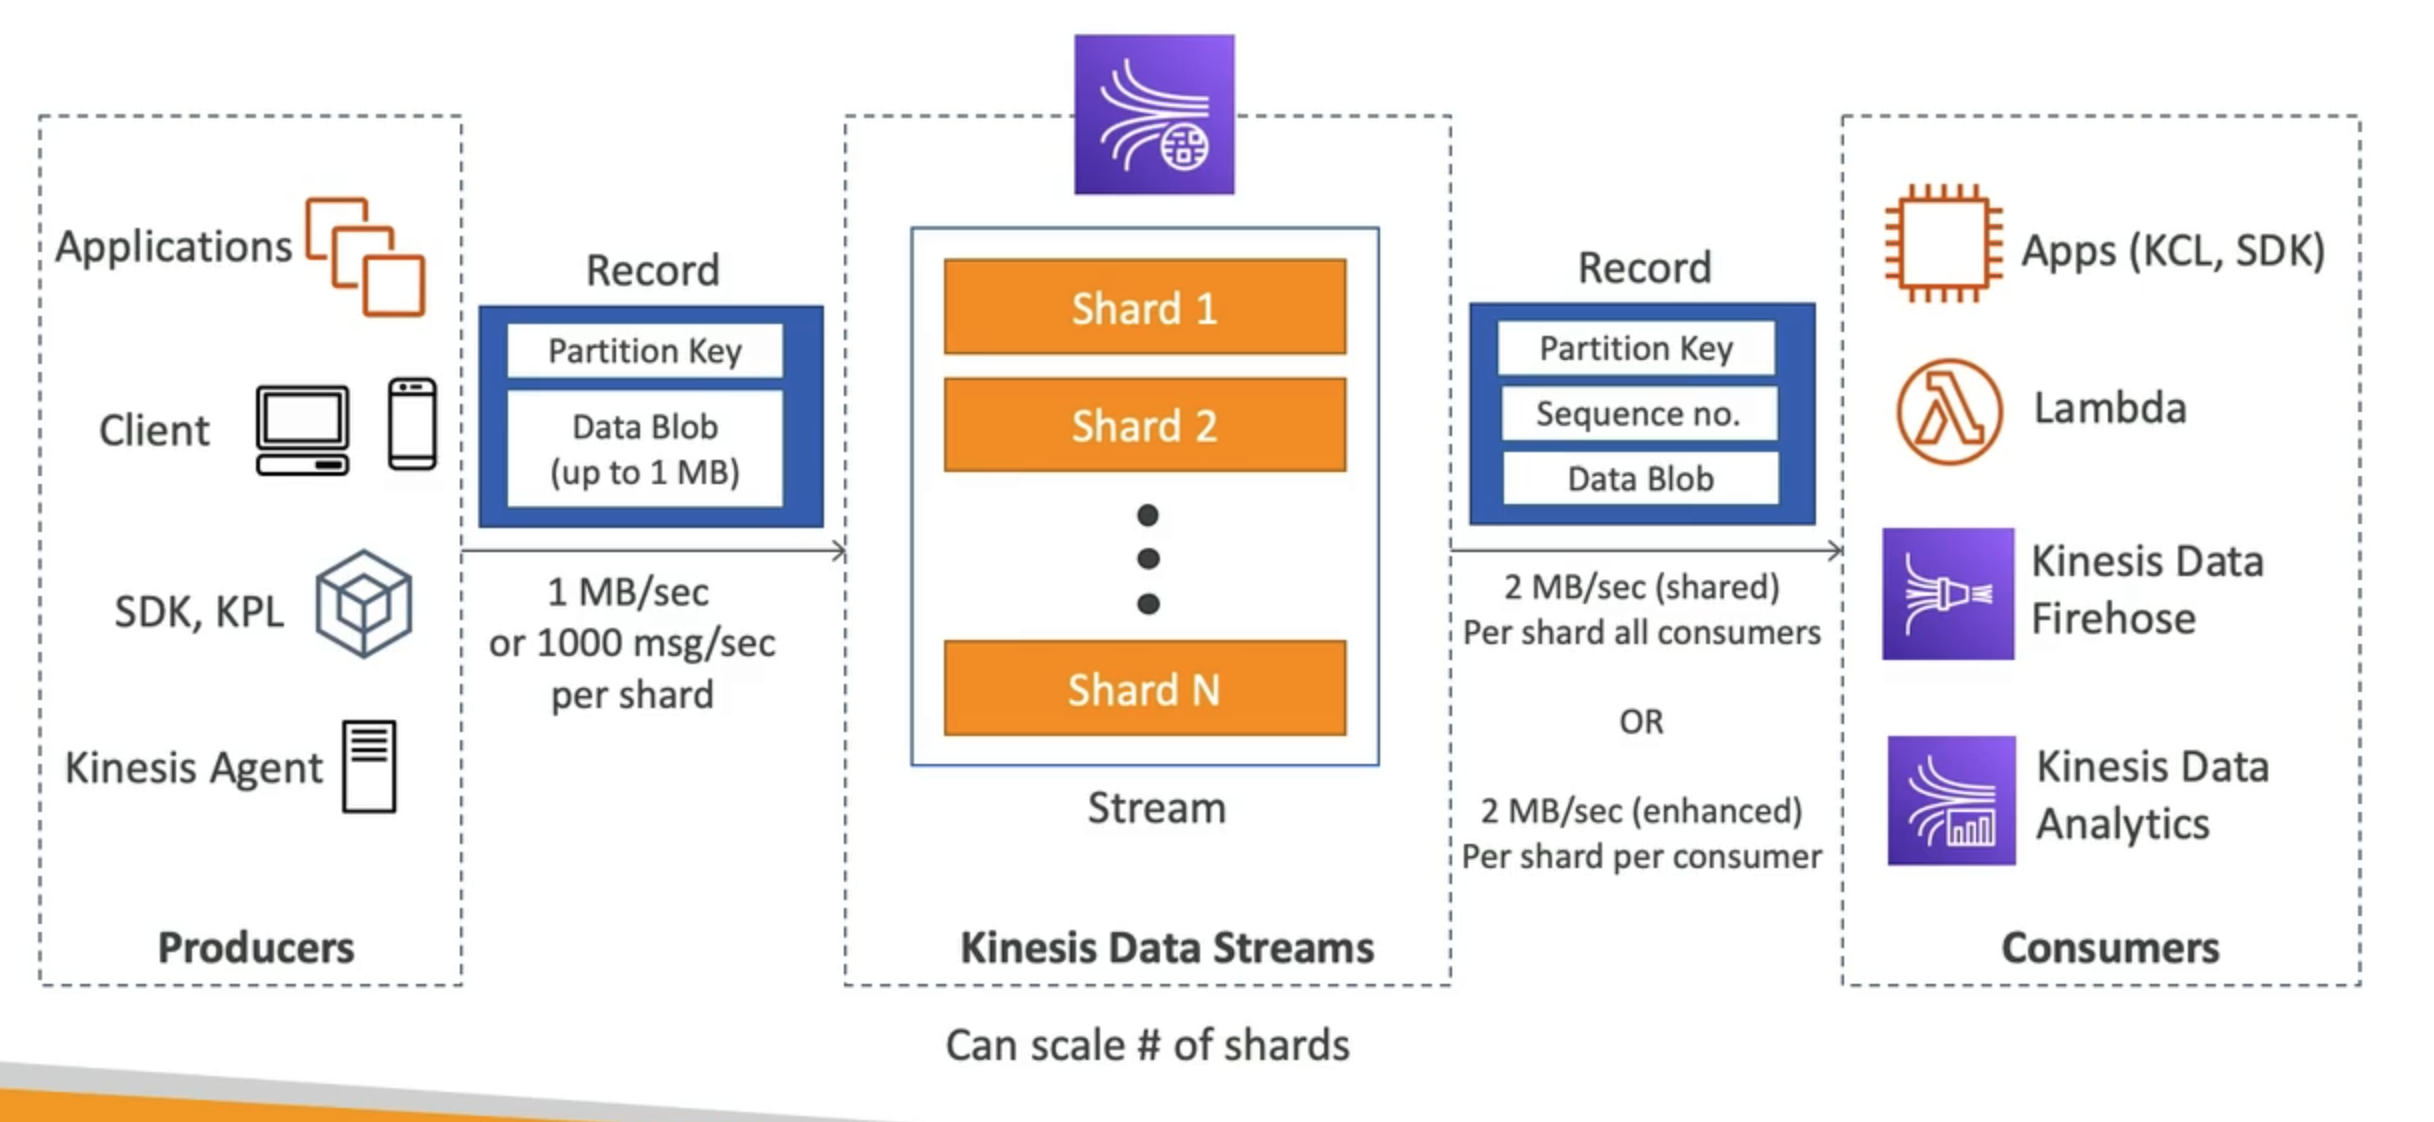 Applications
Client
SDK, KPL
Kinesis Agent
Producers
Record
Partition Key
Data Blob
(up to 1 MB)
1 MB/sec
or 1000 msg/sec
per shard
Shard 1
Shard 2
Shard N
Stream
Kinesis Data Streams
Can scale # of shards
Record
Partition Key
Sequence no.
Data Blob
2 MB/sec (shared)
Per shard all consumers
OR
2 MB/sec (enhanced)
Per shard per consumer
Apps (KCL, SDK)
Lambda
Kinesis Data
Firehose
Kinesis Data
Analytics
Consumers